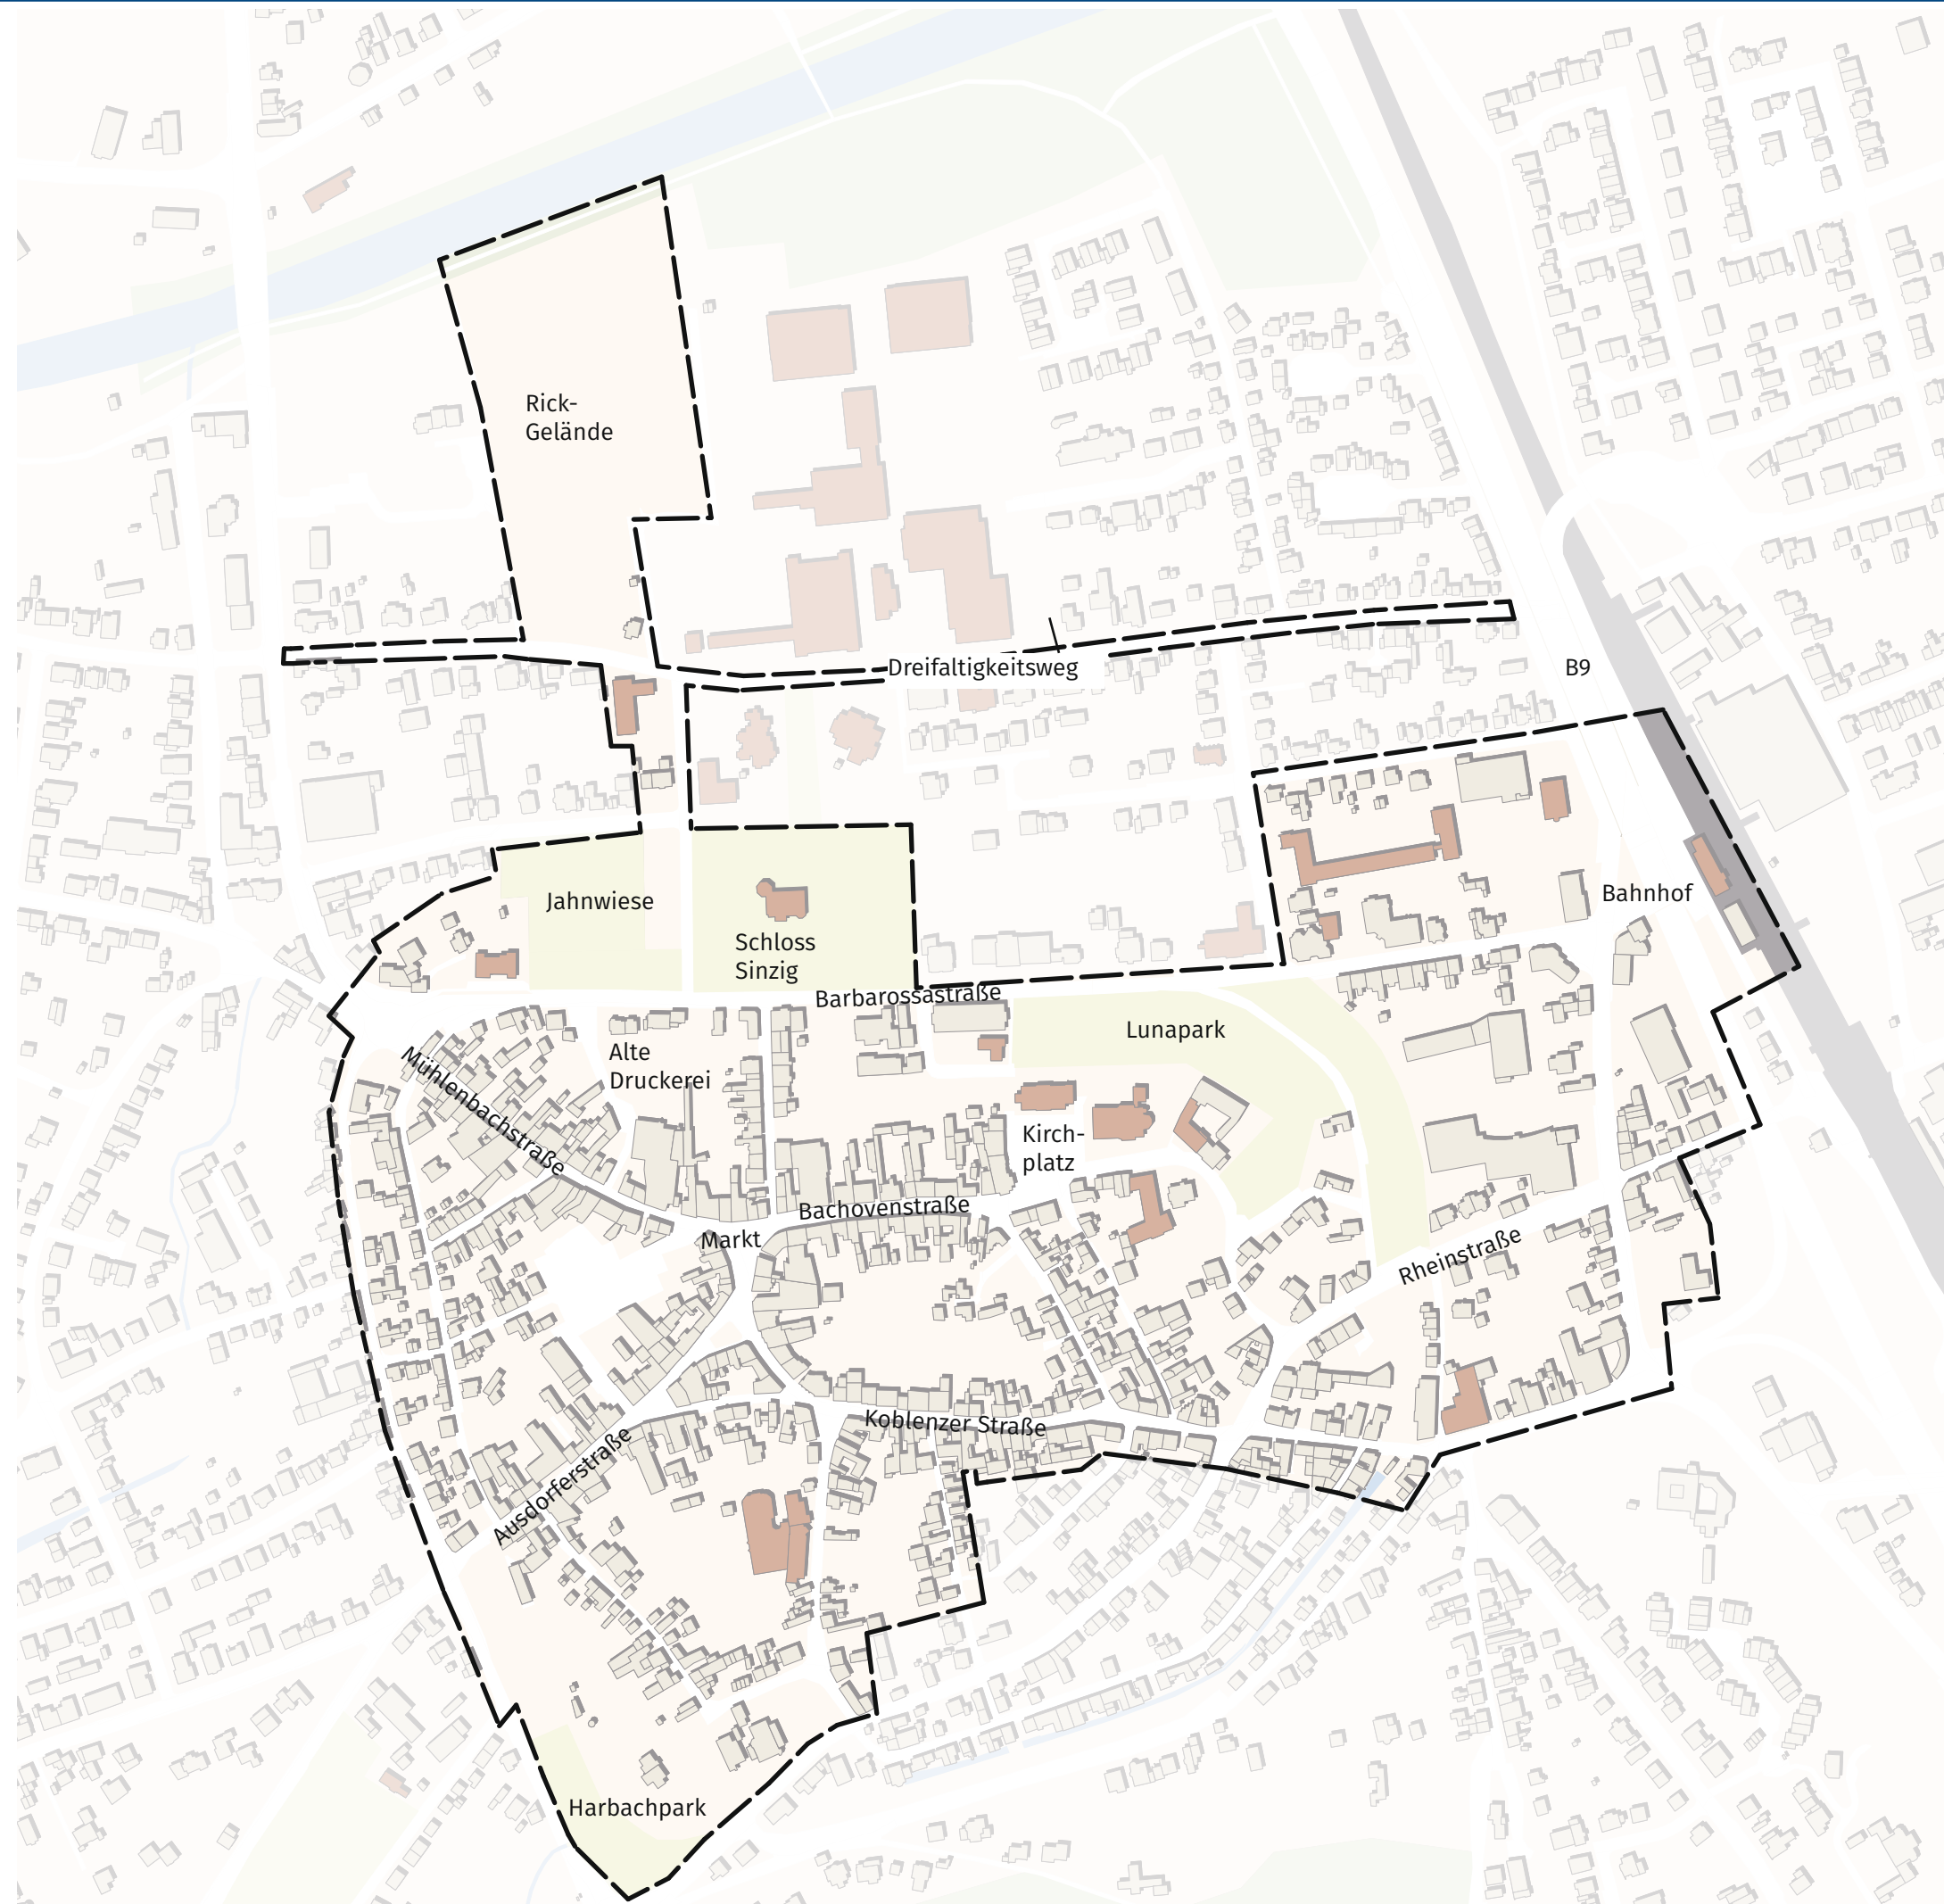 Rick-
Gelände
Dreifaltigkeitsweg
B9
Jahnwiese
Bahnhof
Schloss
Sinzig
Barbarossastraße
Lunapark
Alte
Druckerei
Mühlenbachstraße
Kirch-
platz
Bachovenstraße
Markt
Rheinstraße
Koblenzer Straße
Ausdorferstraße
Harbachpark